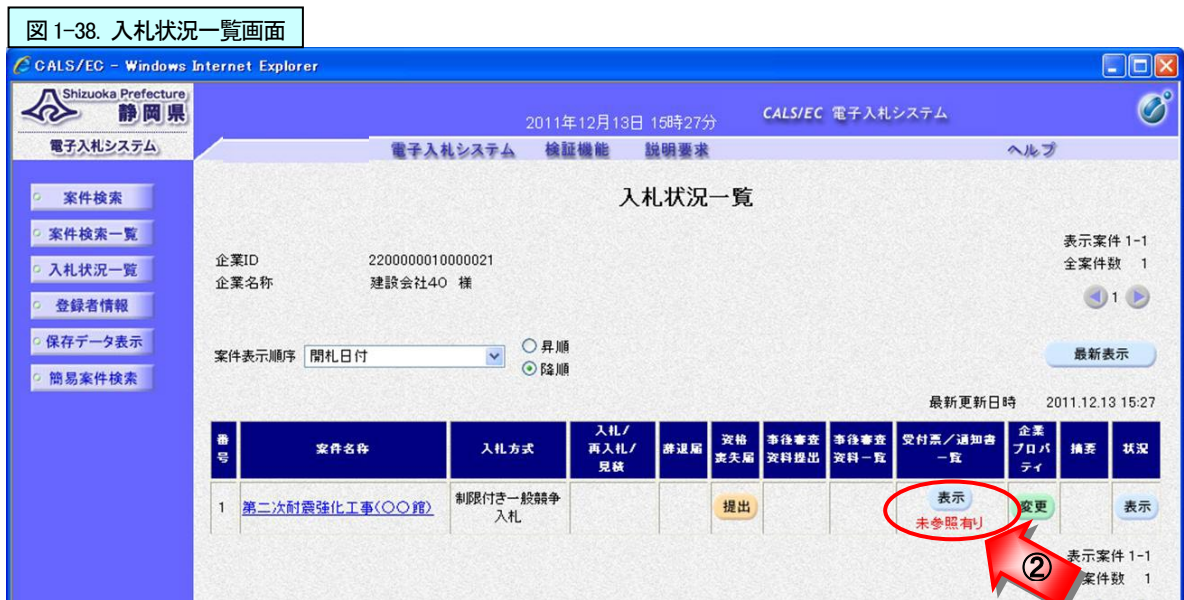 図 1-38. 入札状況一覧画面
CALS/EC - Windows Internet Explorer
Shizuoka Prefecture
静岡県
電子入札システム
2011年12月13日 15時27分
CALS/EC 電子入札システム
電子入札システム 検証機能 説明要求 ヘルプ
案件検索
案件検索一覧
入札状況一覧
登録者情報
保存データ表示
簡易案件検索
入札状況一覧
表示案件 1-1
全案件数 1
1
企業ID 2200000010000021
企業名称 建設会社40 様
案件表示順序 開札日付
昇順
降順
最新表示
最新更新日時 2011.12.13 15:27
番号 案件名称 入札方式 入札/再入札/見積 辞退届 資格喪失届 事後審査資料提出 事後審査資料一覧 受付票/通知書一覧 企業プロパティ 摘要 状況
1 第二次耐震強化工事(〇〇館) 制限付き一般競争入札 提出 表示 未参照有り 変更 表示
②
表示案件 1-1
案件数 1